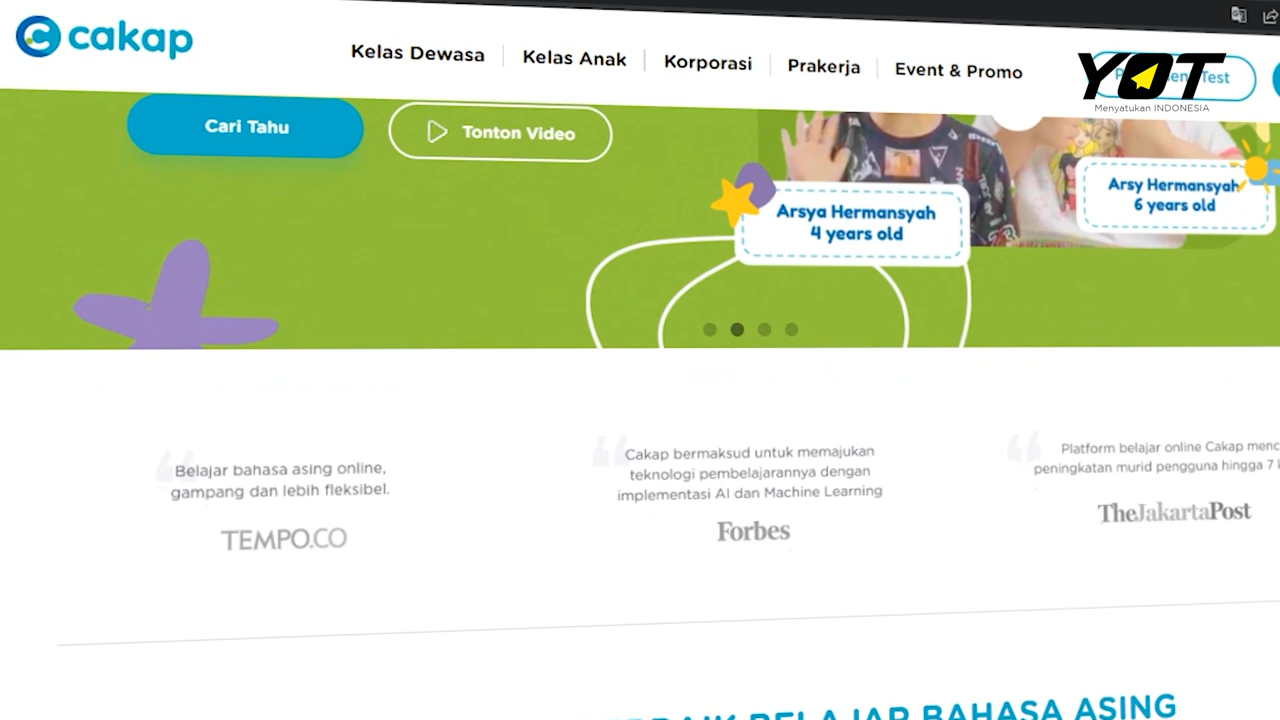 cakap
Kelas Dewasa
Kelas Anak
Korporasi
Prakerja
Event & Promo
Test
YOT
Menyatukan INDONESIA
Cari Tahu
Tonton Video
Arsya Hermansyah
4 years old
Arsy Hermansyah
6 years old
Belajar bahasa asing online,
gampang dan lebih fleksibel.
TEMPO.CO
Cakap bermaksud untuk memajukan
teknologi pembelajarannya dengan
implementasi AI dan Machine Learning
Forbes
Platform belajar online Cakap
peningkatan murid pengguna hingga 7
TheJakartaPost
BELAJAR BAHASA ASING